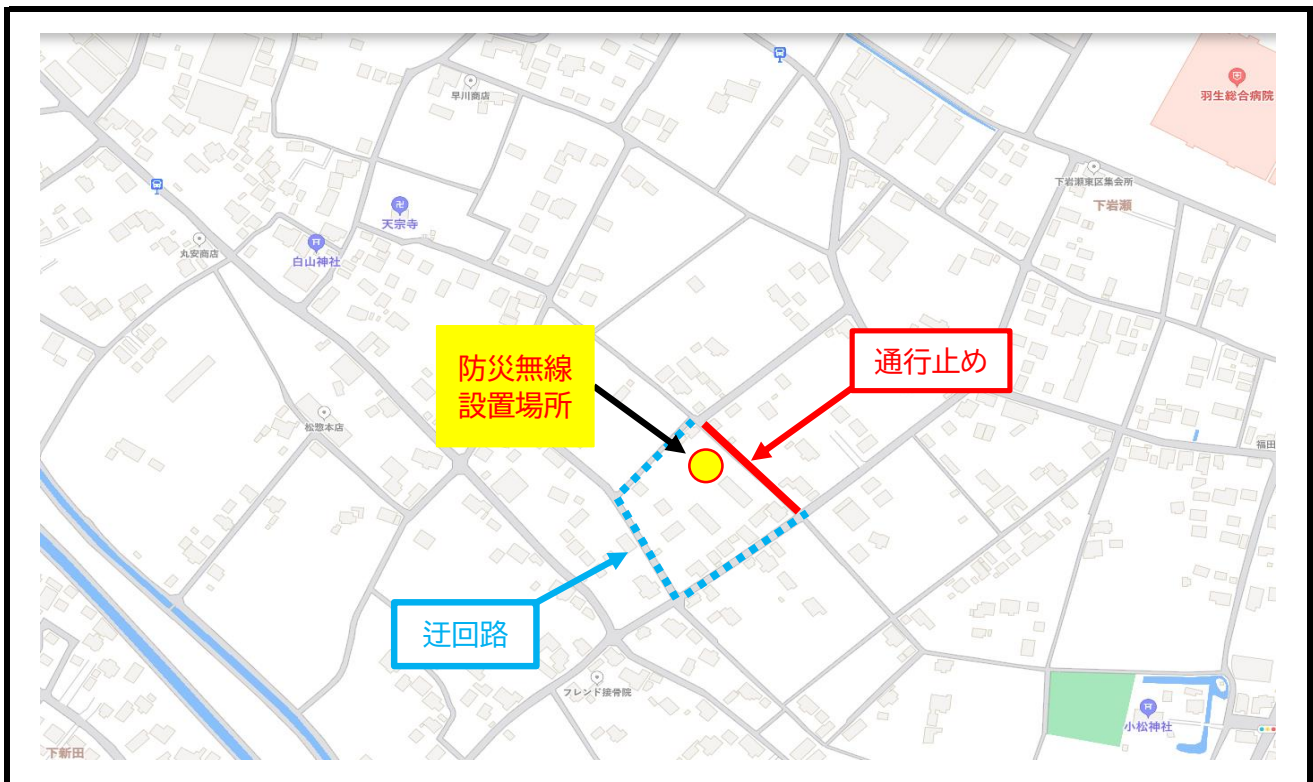 早川商店
羽生総合病院
下岩瀬東区集会所
下岩瀬
天宗寺
丸安商店
白山神社
防災無線
設置場所
通行止め
松惣本店
福田
迂回路
フレンド接骨院
小松神社
下新田